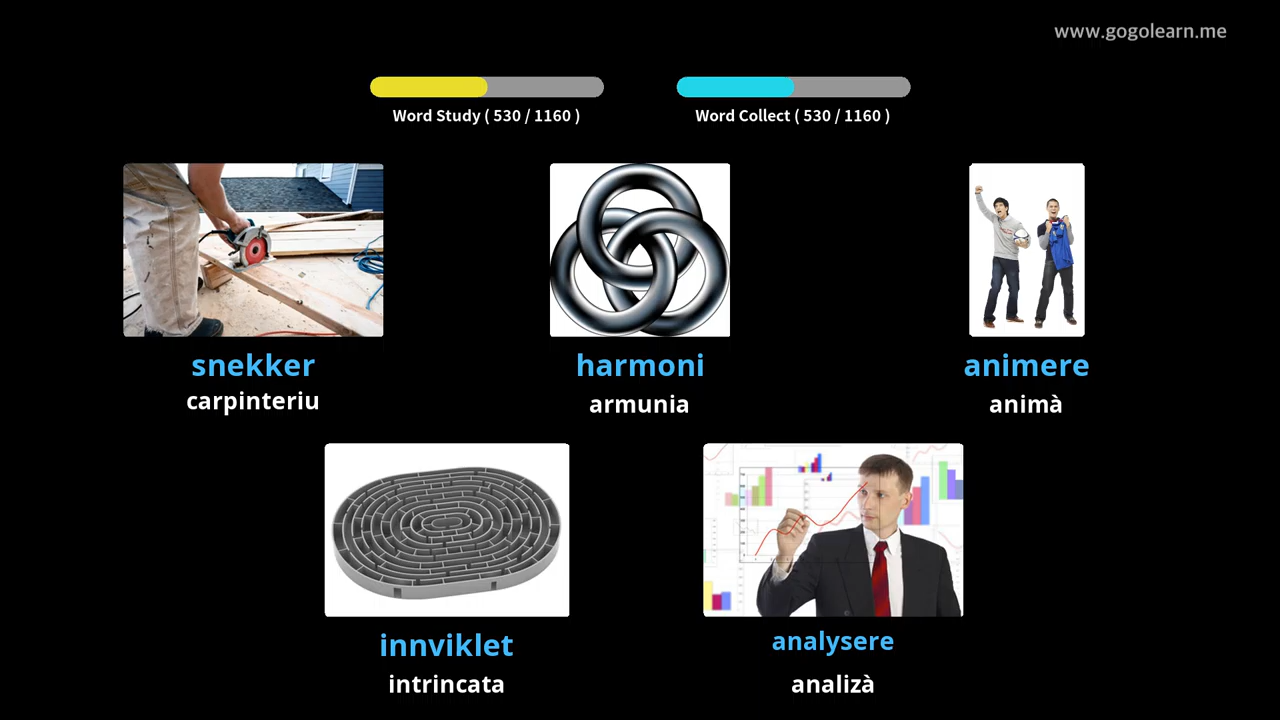 www.gogolearn.me
Word Study ( 530 / 1160 )
Word Collect ( 530 / 1160 )
snekker
carpinteriu
harmoni
armunia
animere
animà
innviklet
intrincata
analysere
analizà